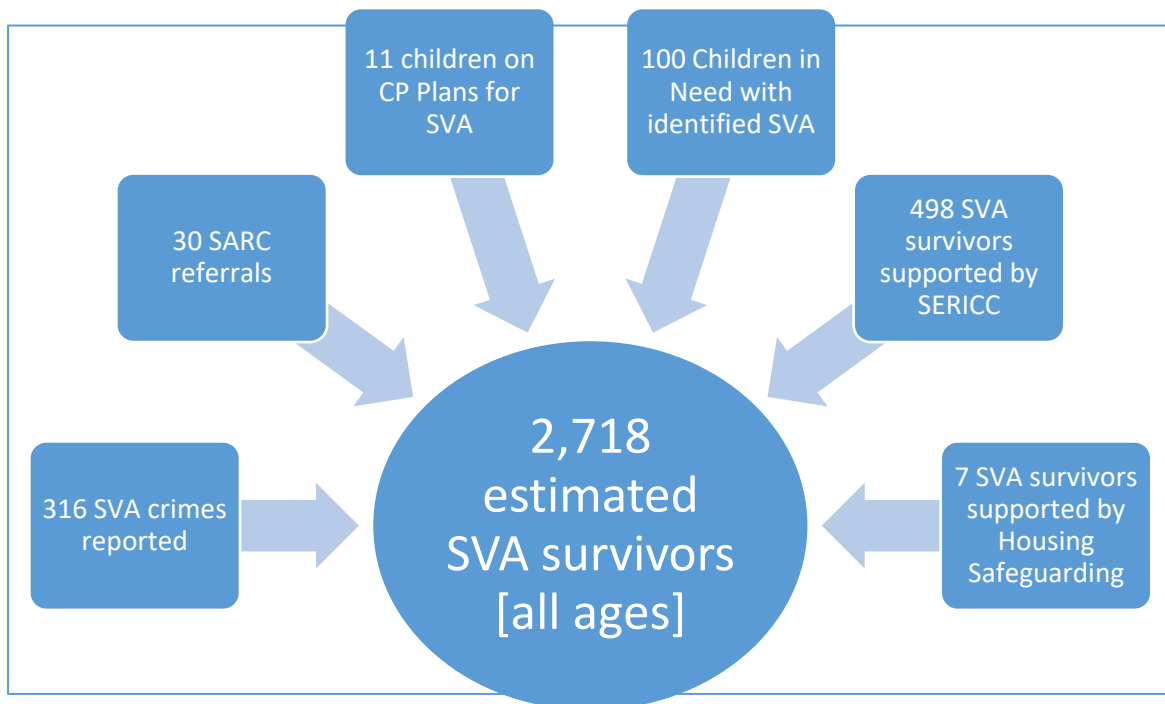 11 children on
CP Plans for
SVA
100 Children in
Need with
identified SVA
30 SARC
referrals
498 SVA
survivors
supported by
SERICC
316 SVA crimes
reported
2,718
estimated
SVA survivors
[all ages]
7 SVA survivors
supported by
Housing
Safeguarding